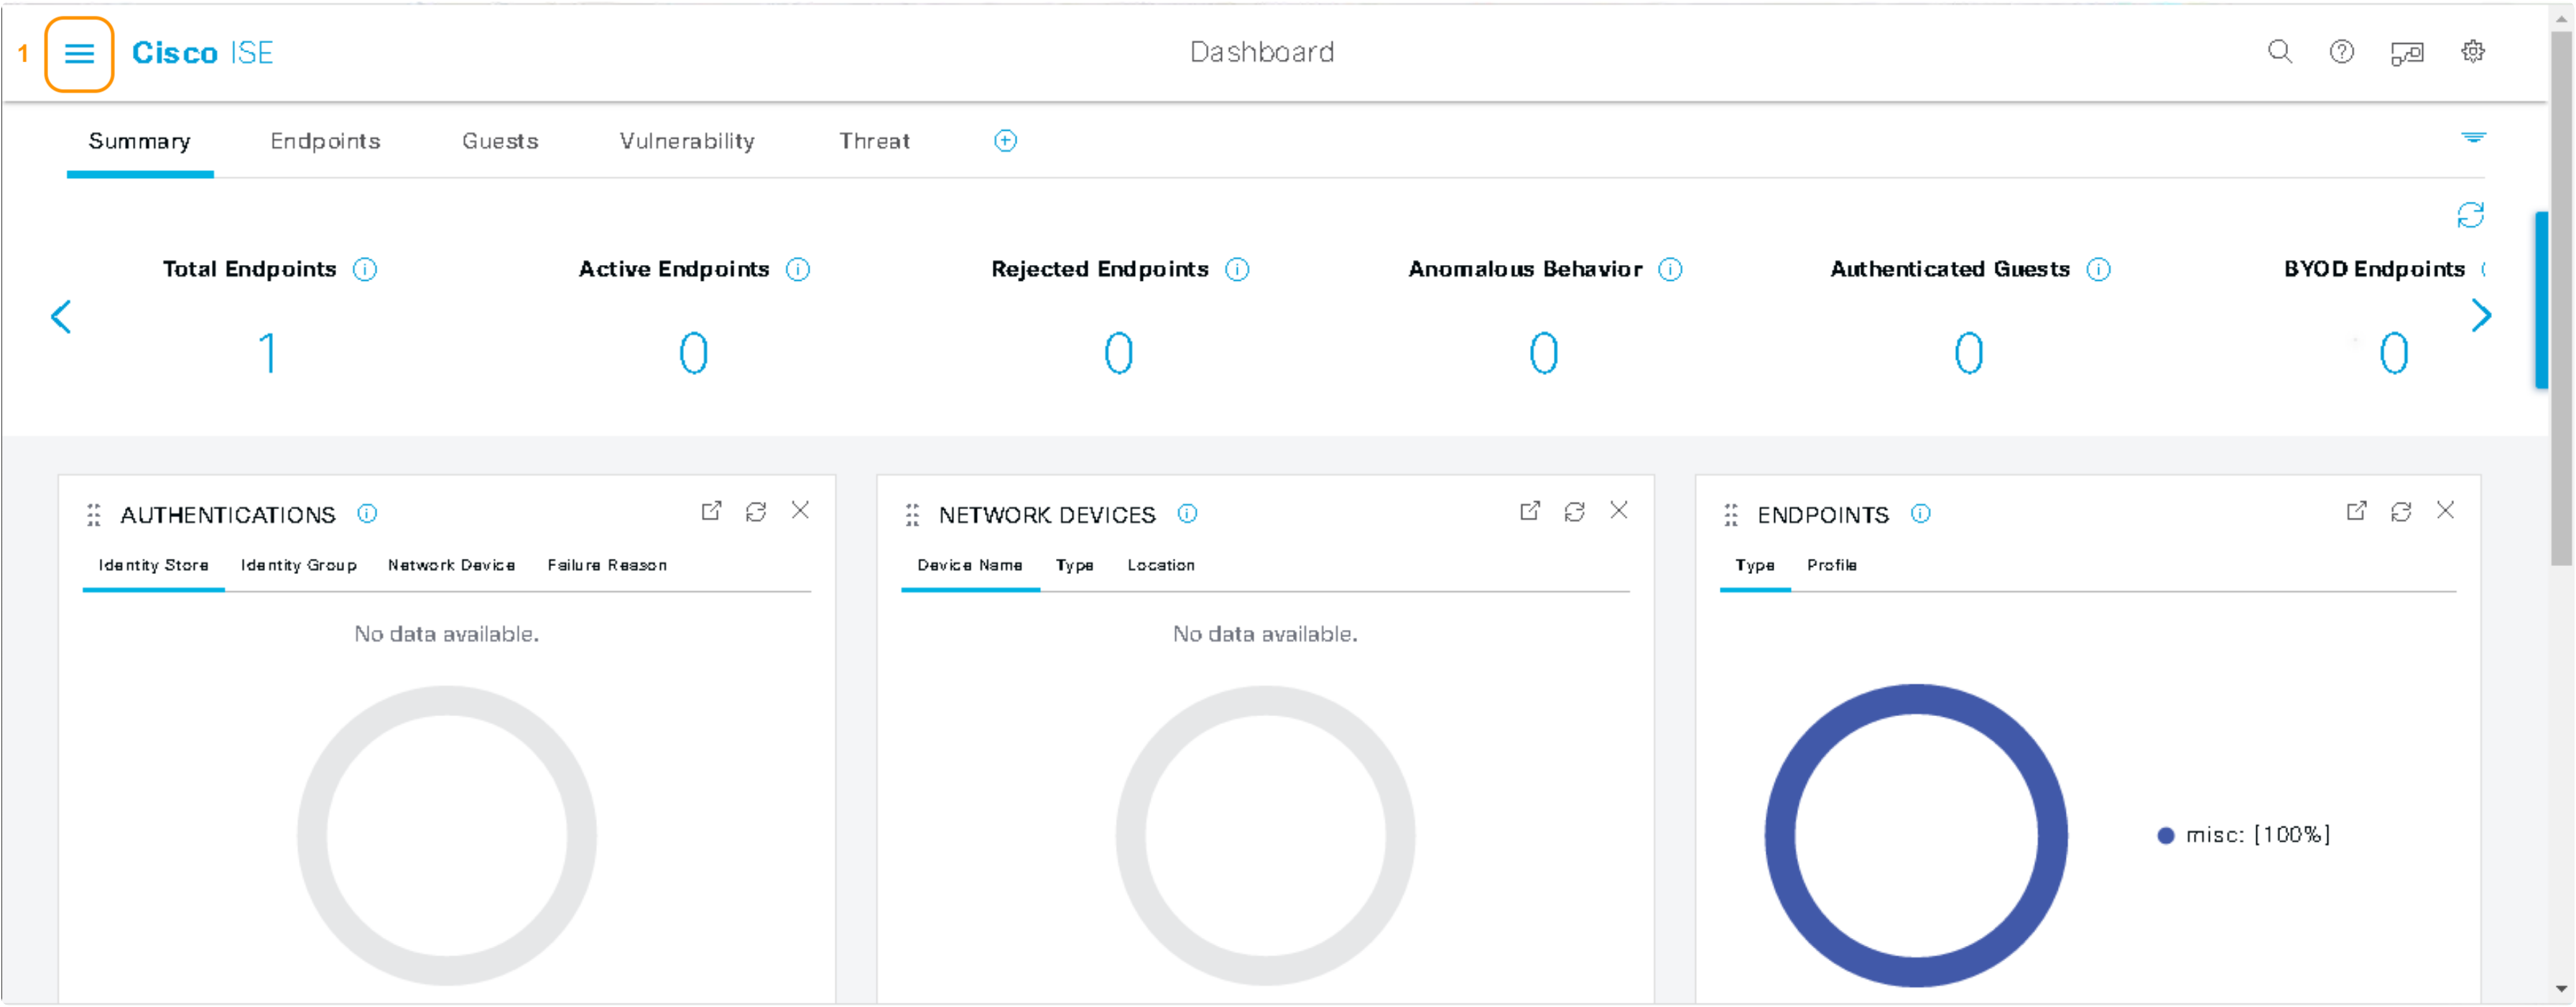 1 Cisco ISE Dashboard
Summary Endpoints Guests Vulnerability Threat
Total Endpoints Active Endpoints Rejected Endpoints Anomalous Behavior Authenticated Guests BYOD Endpoints
1 0 0 0 0 0
AUTHENTICATIONS
Identity Store Identity Group Network Device Failure Reason
No data available.
NETWORK DEVICES
Device Name Type Location
No data available.
ENDPOINTS
Type Profile
misc: [100%]